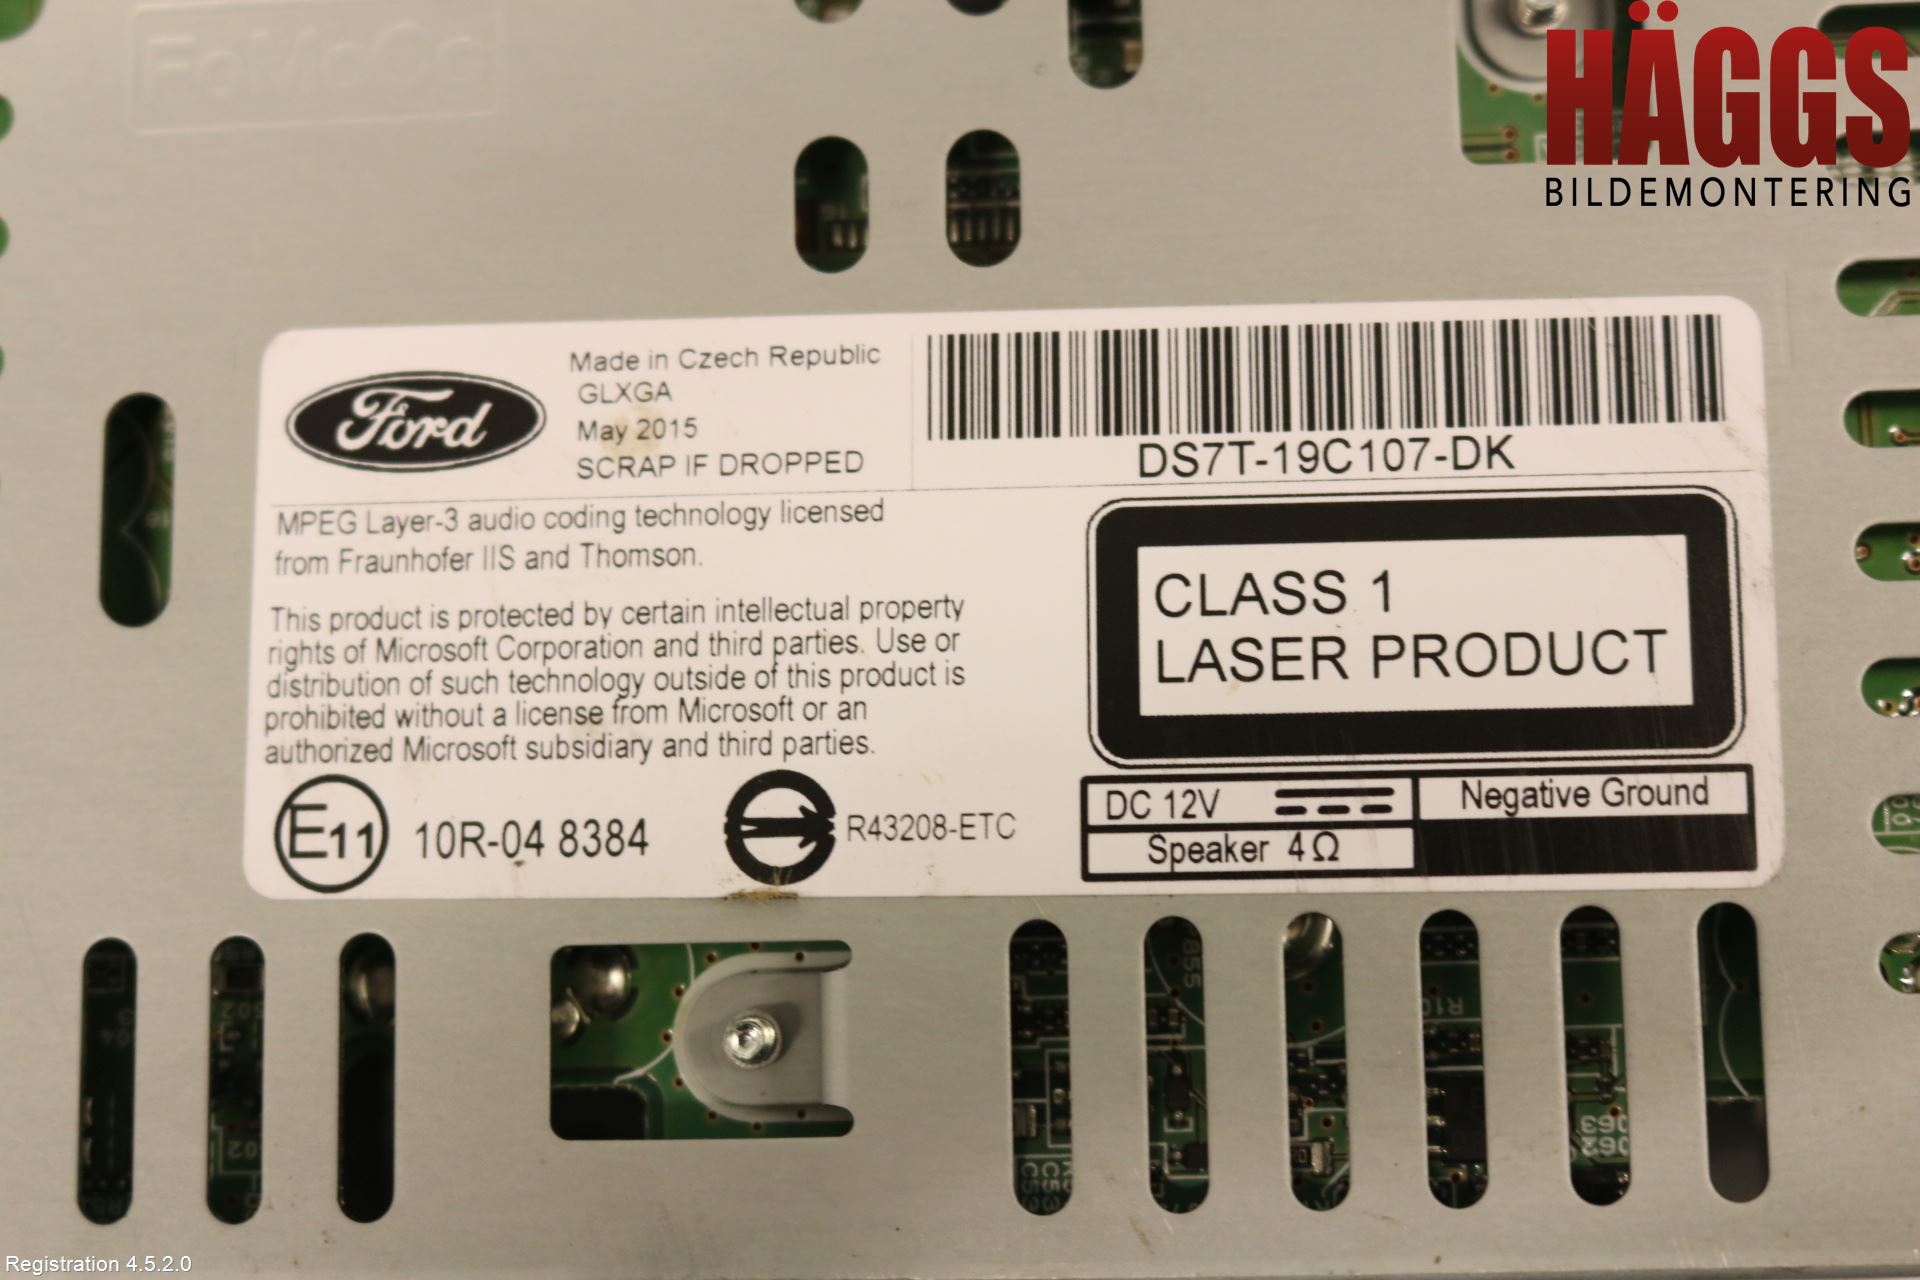 FoMoCo
HÄGGS
BILDEMONTERING
Ford
Made in Czech Republic
GLXGA
May 2015
SCRAP IF DROPPED
DS7T-19C107-DK
MPEG Layer-3 audio coding technology licensed
from Fraunhofer IIS and Thomson.
This product is protected by certain intellectual property
rights of Microsoft Corporation and third parties. Use or
distribution of such technology outside of this product is
prohibited without a license from Microsoft or an
authorized Microsoft subsidiary and third parties.
CLASS 1
LASER PRODUCT
E11 10R-04 8384
R43208-ETC
DC 12V
Negative Ground
Speaker 4Ω
Registration 4.5.2.0